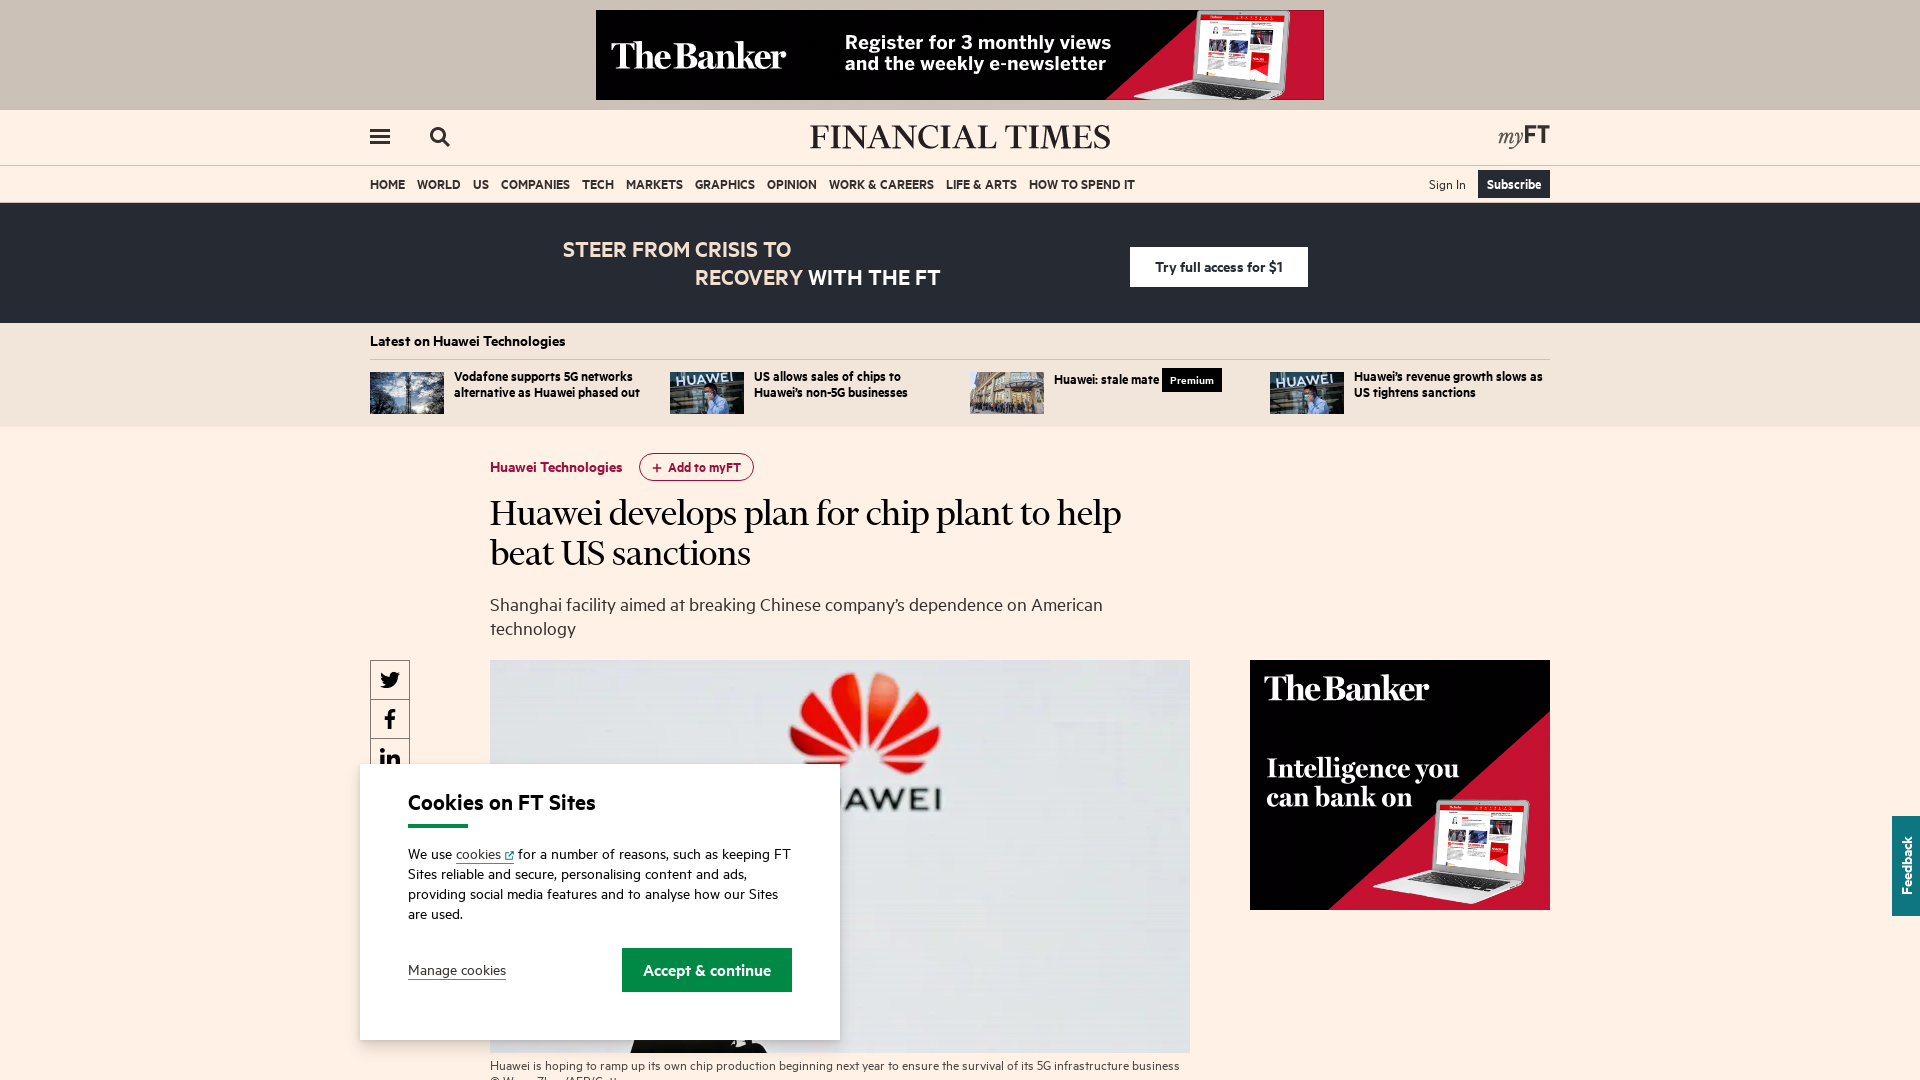 The Banker
Register for 3 monthly views
and the weekly e-newsletter
FINANCIAL TIMES
myFT
HOME WORLD US COMPANIES TECH MARKETS GRAPHICS OPINION WORK & CAREERS LIFE & ARTS HOW TO SPEND IT
Sign In Subscribe
STEER FROM CRISIS TO
RECOVERY WITH THE FT
Try full access for $1
Latest on Huawei Technologies
Vodafone supports 5G networks
alternative as Huawei phased out
HUAWEI
US allows sales of chips to
Huawei's non-5G businesses
Huawei: stale mate Premium
HUAWEI
Huawei's revenue growth slows as
US tightens sanctions
Huawei Technologies
+ Add to myFT
Huawei develops plan for chip plant to help
beat US sanctions
Shanghai facility aimed at breaking Chinese company's dependence on American
technology
AWEI
The Banker
Intelligence you
can bank on
Cookies on FT Sites
We use cookies for a number of reasons, such as keeping FT
Sites reliable and secure, personalising content and ads,
providing social media features and to analyse how our Sites
are used.
Manage cookies
Accept & continue
Feedback
Huawei is hoping to ramp up its own chip production beginning next year to ensure the survival of its 5G infrastructure business